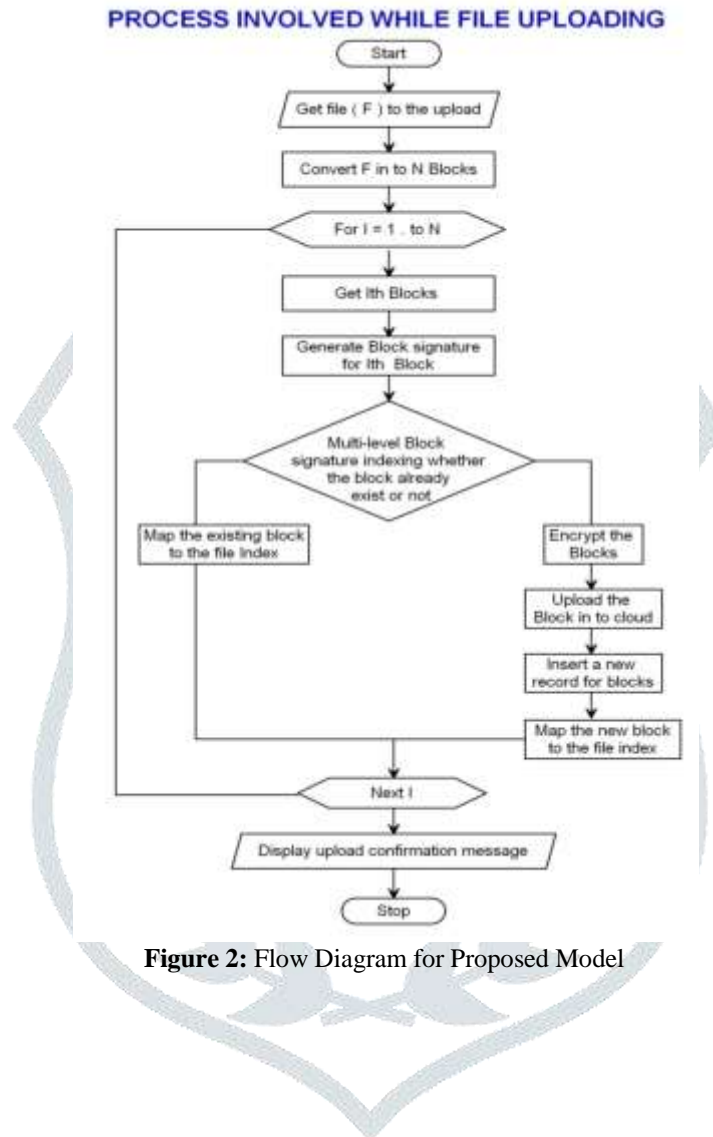 PROCESS INVOLVED WHILE FILE UPLOADING
Start
Get file ( F ) to the upload
Convert F in to N Blocks
For I = 1 . to N
Get Ith Blocks
Generate Block signature
for Ith Block
Multi-level Block
signature indexing whether
the block already
exist or not
Map the existing block
to the file Index
Encrypt the
Blocks
Upload the
Block in to cloud
Insert a new
record for blocks
Map the new block
to the file index
Next I
Display upload confirmation message
Stop
Figure 2: Flow Diagram for Proposed Model